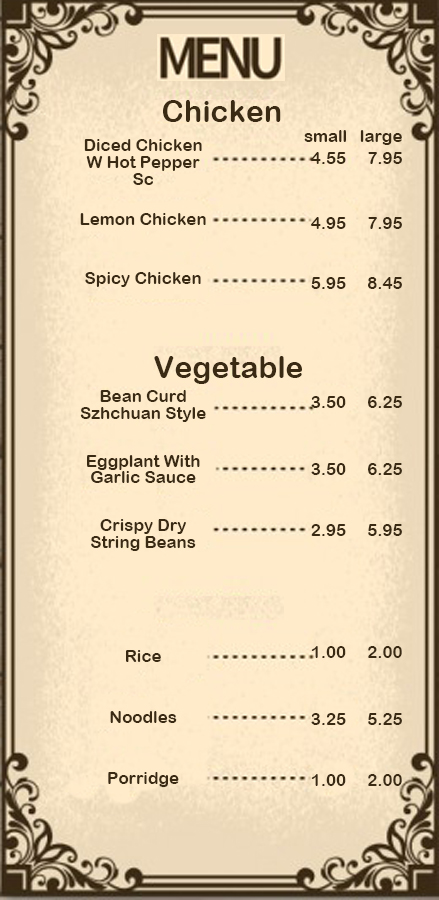 MENU
Chicken
small large
Diced Chicken
W Hot Pepper 4.55 7.95
Sc
Lemon Chicken 4.95 7.95
Spicy Chicken 5.95 8.45
Vegetable
Bean Curd 3.50 6.25
Szhchuan Style
Eggplant With 3.50 6.25
Garlic Sauce
Crispy Dry 2.95 5.95
String Beans
Rice 1.00 2.00
Noodles 3.25 5.25
Porridge 1.00 2.00